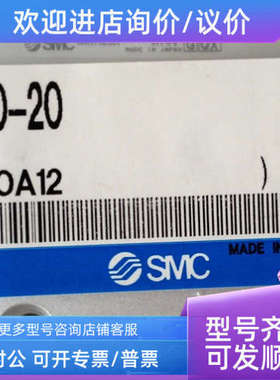 欢迎进店询价/议价
SMC
0-20
OA12 )
MADE IN
SMC
更多型号咨询店铺客服
型号齐
对公 可开专票/普票
可发顺